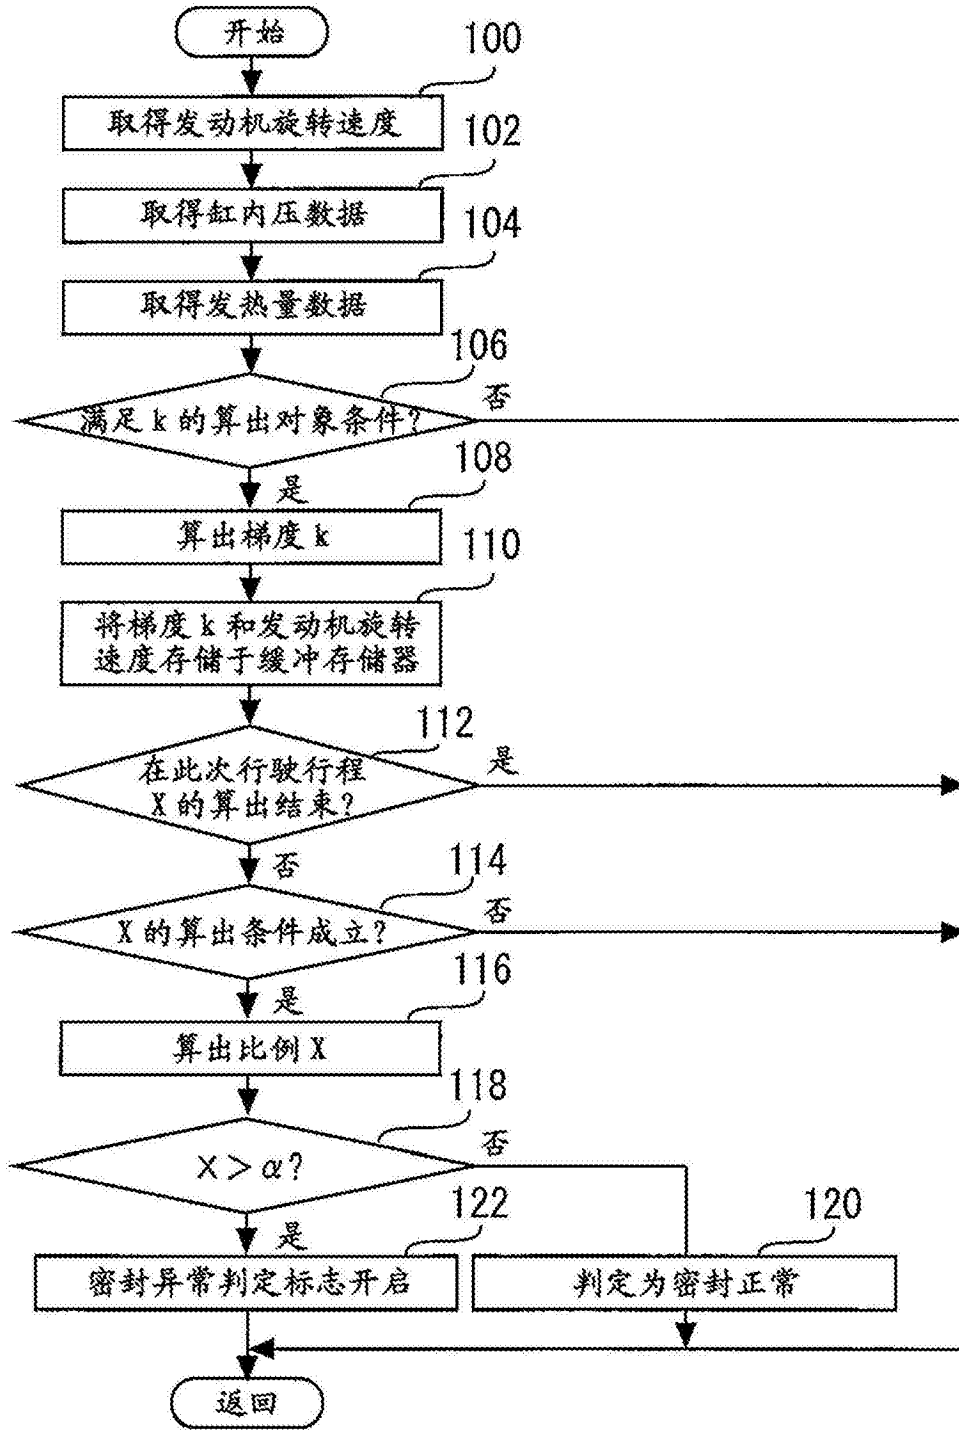 开始
100
取得发动机旋转速度
102
取得缸内压数据
104
取得发热量数据
106
满足k的算出对象条件?
否
是
108
算出梯度k
110
将梯度k和发动机旋转
速度存储于缓冲存储器
112
在此次行驶行程
X的算出结束?
是
否
114
X的算出条件成立?
否
是
116
算出比例X
118
X>α?
否
是
122
密封异常判定标志开启
120
判定为密封正常
返回